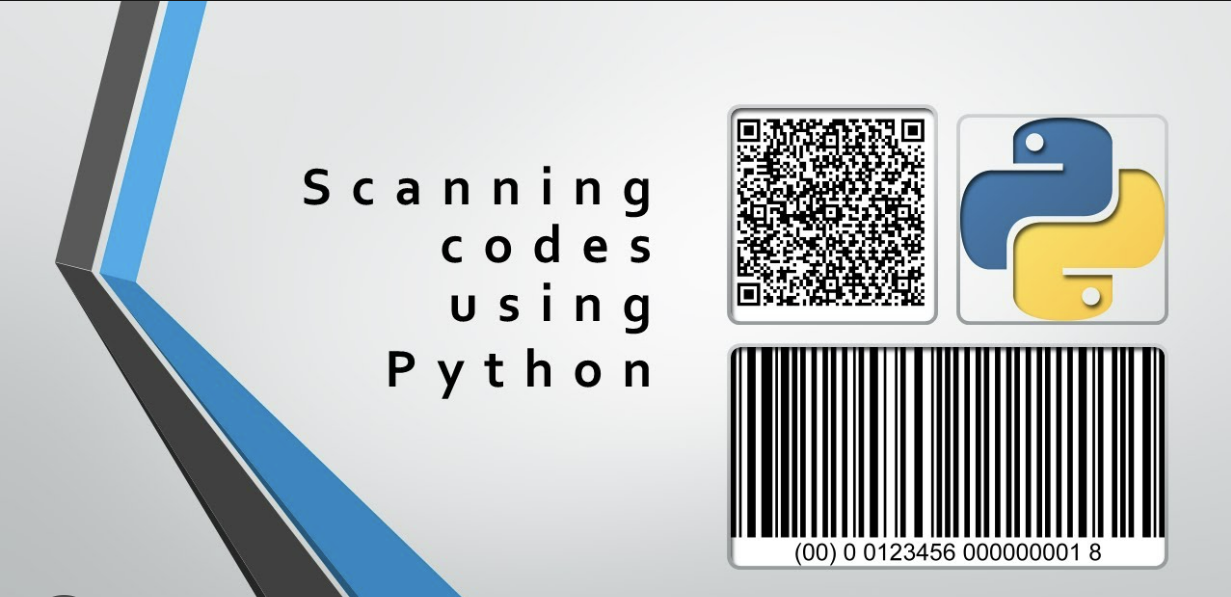 Scanning
codes
using
Python
(00) 0 0123456 000000001 8